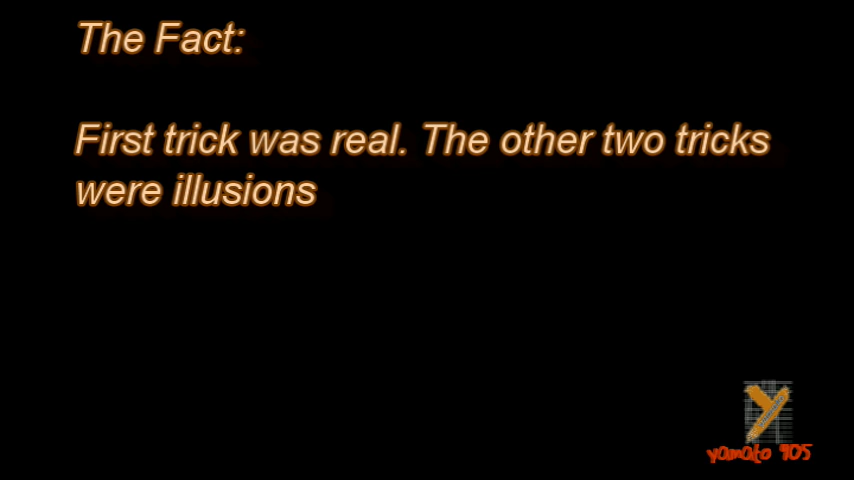 The Fact:
First trick was real. The other two tricks
were illusions
yamato 905